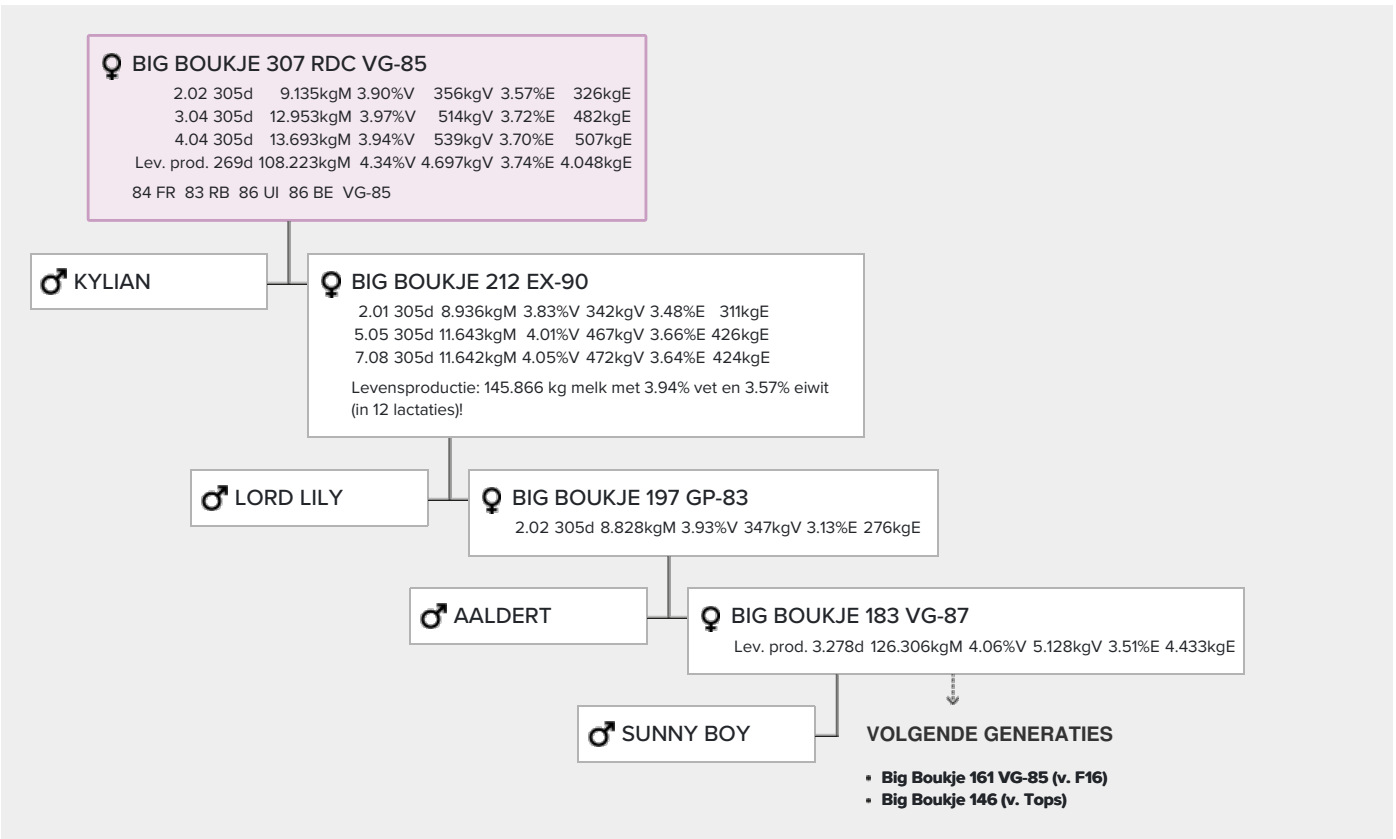 BIG BOUKJE 307 RDC VG-85
2.02 305d 9.135kgM 3.90%V 356kgV 3.57%E 326kgE
3.04 305d 12.953kgM 3.97%V 514kgV 3.72%E 482kgE
4.04 305d 13.693kgM 3.94%V 539kgV 3.70%E 507kgE
Lev. prod. 269d 108.223kgM 4.34%V 4.697kgV 3.74%E 4.048kgE
84 FR 83 RB 86 UI 86 BE VG-85
KYLIAN
BIG BOUKJE 212 EX-90
2.01 305d 8.936kgM 3.83%V 342kgV 3.48%E 311kgE
5.05 305d 11.643kgM 4.01%V 467kgV 3.66%E 426kgE
7.08 305d 11.642kgM 4.05%V 472kgV 3.64%E 424kgE
Levensproductie: 145.866 kg melk met 3.94% vet en 3.57% eiwit
(in 12 lactaties)!
LORD LILY
BIG BOUKJE 197 GP-83
2.02 305d 8.828kgM 3.93%V 347kgV 3.13%E 276kgE
AALDERT
BIG BOUKJE 183 VG-87
Lev. prod. 3.278d 126.306kgM 4.06%V 5.128kgV 3.51%E 4.433kgE
SUNNY BOY
VOLGENDE GENERATIES
• Big Boukje 161 VG-85 (v. F16)
• Big Boukje 146 (v. Tops)